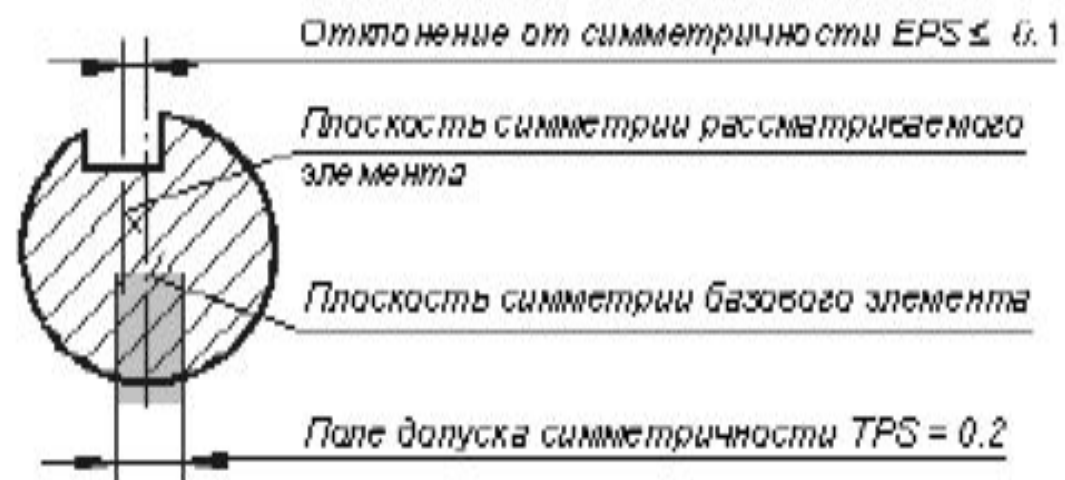 Отклонение от симметричности EPS ≤ 0.1
Плоскость симметрии рассматриваемого
элемента
Плоскость симметрии базового элемента
Поле допуска симметричности TPS = 0.2